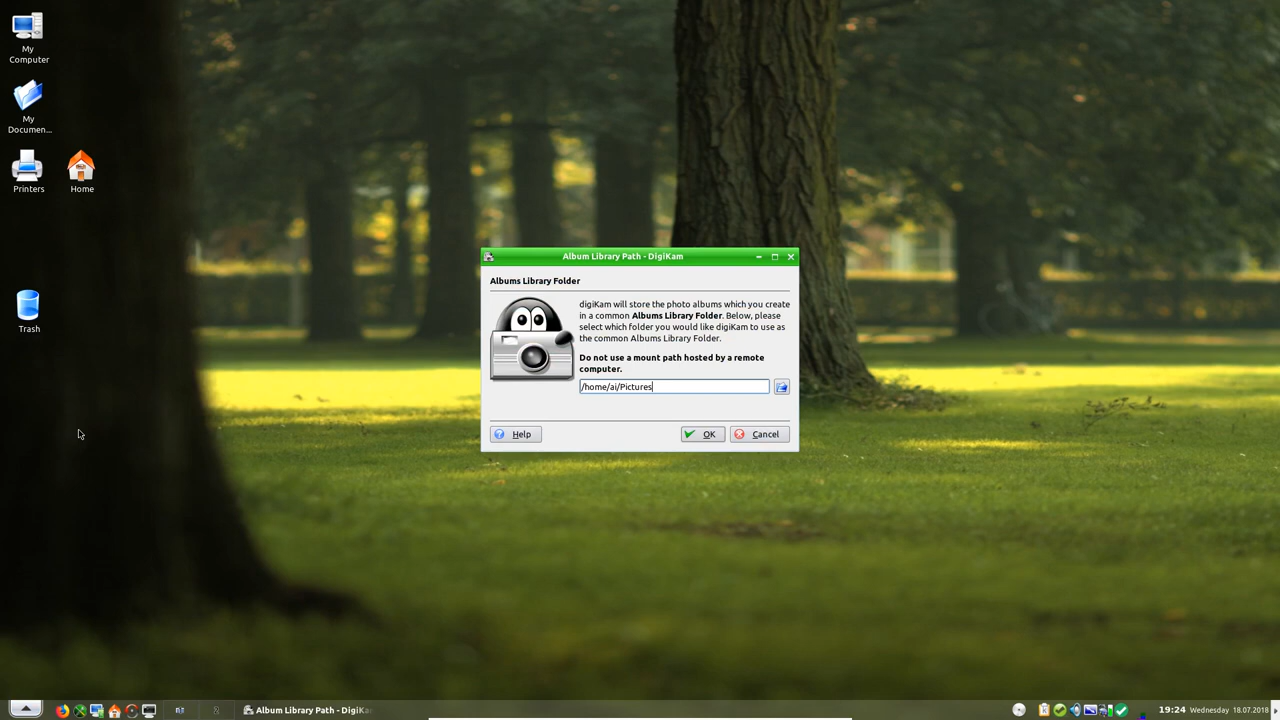 My
Computer
My
Documen...
Printers
Home
Trash
Album Library Path - DigiKam
Albums Library Folder
digiKam will store the photo albums which you create
in a common Albums Library Folder. Below, please
select which folder you would like digiKam to use as
the common Albums Library Folder.
Do not use a mount path hosted by a remote
computer.
/home/ai/Pictures
Help
OK
Cancel
2
Album Library Path - DigiKa
19:24 Wednesday 18.07.2018